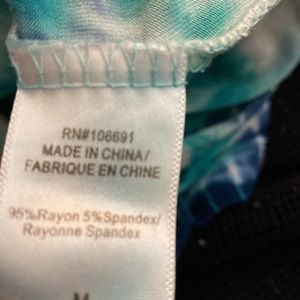 RN#106691
MADE IN CHINA/
FABRIQUE EN CHINE
95%Rayon 5%Spandex/
Rayonne Spandex
M